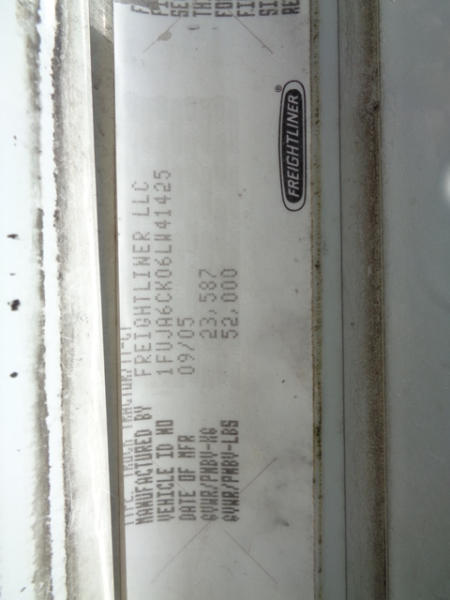 MANUFACTURED BY FREIGHTLINER LLC
VEHICLE ID NO 1FUJA6CK06LW41425
DATE OF MFR 09/05
GVWR/PNBV-KG 23,587
GVWR/PNBV-LBS 52,000
FREIGHTLINER®